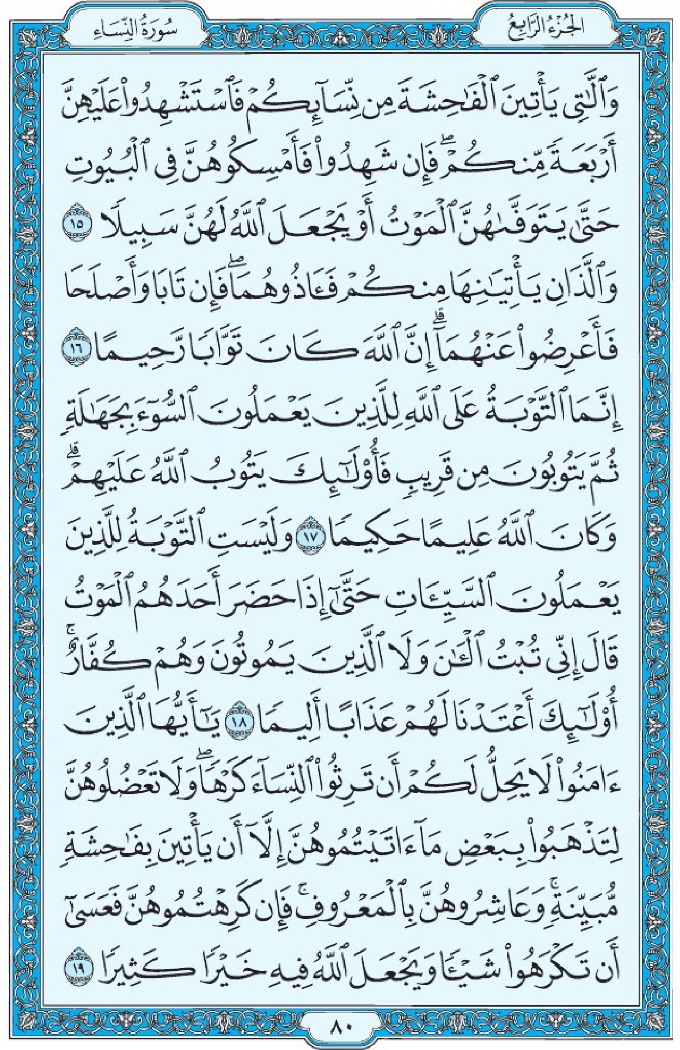 الجزء الرابع
سورة النساء
وَٱلَّٰتِى يَأْتِينَ ٱلْفَٰحِشَةَ مِن نِّسَآئِكُمْ فَٱسْتَشْهِدُوا۟ عَلَيْهِنَّ
أَرْبَعَةً مِّنكُمْ ۖ فَإِن شَهِدُوا۟ فَأَمْسِكُوهُنَّ فِى ٱلْبُيُوتِ
حَتَّىٰ يَتَوَفَّىٰهُنَّ ٱلْمَوْتُ أَوْ يَجْعَلَ ٱللَّهُ لَهُنَّ سَبِيلًا ١٥
وَٱلَّذَانِ يَأْتِيَٰنِهَا مِنكُمْ فَـَٔاذُوهُمَا ۖ فَإِن تَابَا وَأَصْلَحَا
فَأَعْرِضُوا۟ عَنْهُمَآ ۗ إِنَّ ٱللَّهَ كَانَ تَوَّابًا رَّحِيمًا ١٦
إِنَّمَا ٱلتَّوْبَةُ عَلَى ٱللَّهِ لِلَّذِينَ يَعْمَلُونَ ٱلسُّوٓءَ بِجَهَٰلَةٍ
ثُمَّ يَتُوبُونَ مِن قَرِيبٍ فَأُو۟لَٰٓئِكَ يَتُوبُ ٱللَّهُ عَلَيْهِمْ ۗ
وَكَانَ ٱللَّهُ عَلِيمًا حَكِيمًا ١٧ وَلَيْسَتِ ٱلتَّوْبَةُ لِلَّذِينَ
يَعْمَلُونَ ٱلسَّيِّـَٔاتِ حَتَّىٰٓ إِذَا حَضَرَ أَحَدَهُمُ ٱلْمَوْتُ
قَالَ إِنِّى تُبْتُ ٱلْـَٰٔنَ وَلَا ٱلَّذِينَ يَمُوتُونَ وَهُمْ كُفَّارٌ ۚ
أُو۟لَٰٓئِكَ أَعْتَدْنَا لَهُمْ عَذَابًا أَلِيمًا ١٨ يَٰٓأَيُّهَا ٱلَّذِينَ
ءَامَنُوا۟ لَا يَحِلُّ لَكُمْ أَن تَرِثُوا۟ ٱلنِّسَآءَ كَرْهًا ۖ وَلَا تَعْضُلُوهُنَّ
لِتَذْهَبُوا۟ بِبَعْضِ مَآ ءَاتَيْتُمُوهُنَّ إِلَّآ أَن يَأْتِينَ بِفَٰحِشَةٍ
مُّبَيِّنَةٍ ۚ وَعَاشِرُوهُنَّ بِٱلْمَعْرُوفِ ۚ فَإِن كَرِهْتُمُوهُنَّ فَعَسَىٰٓ
أَن تَكْرَهُوا۟ شَيْـًٔا وَيَجْعَلَ ٱللَّهُ فِيهِ خَيْرًا كَثِيرًا ١٩
٨٠